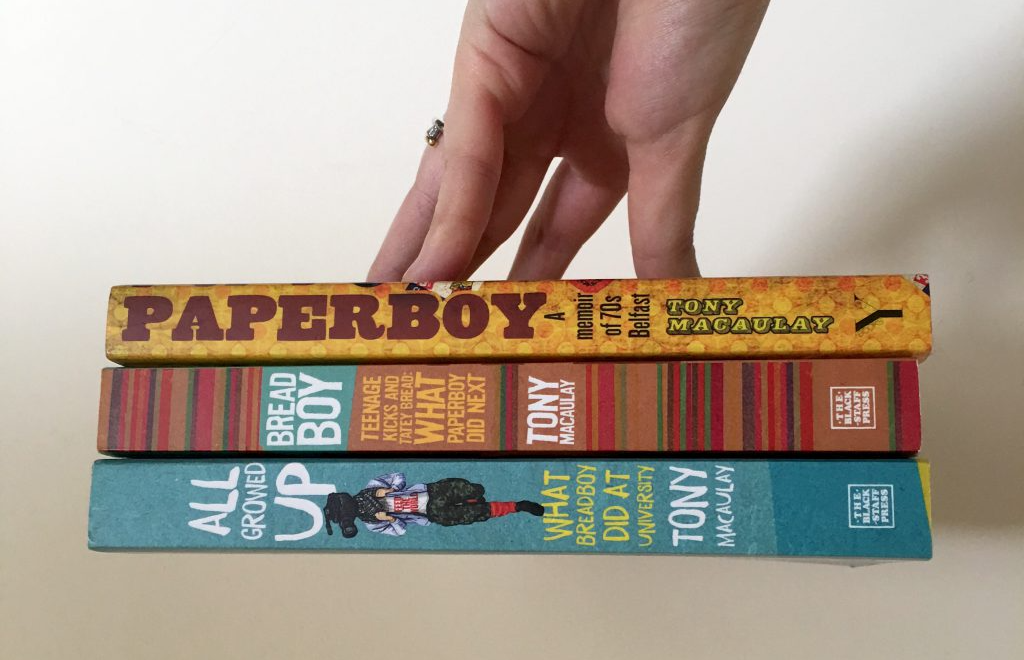 PAPERBOY
A
memoir
of 70s
Belfast
TONY
MACAULAY
BREAD
BOY
TEENAGE
KICKS AND
TATEY BREAD:
WHAT
PAPERBOY
DID NEXT
TONY
MACAULAY
·THE·
BLACK
·STAFF
PRESS
ALL
GROWED
UP
WHAT
BREADBOY
DID AT
UNIVERSITY
TONY
MACAULAY
·THE·
BLACK
·STAFF
PRESS